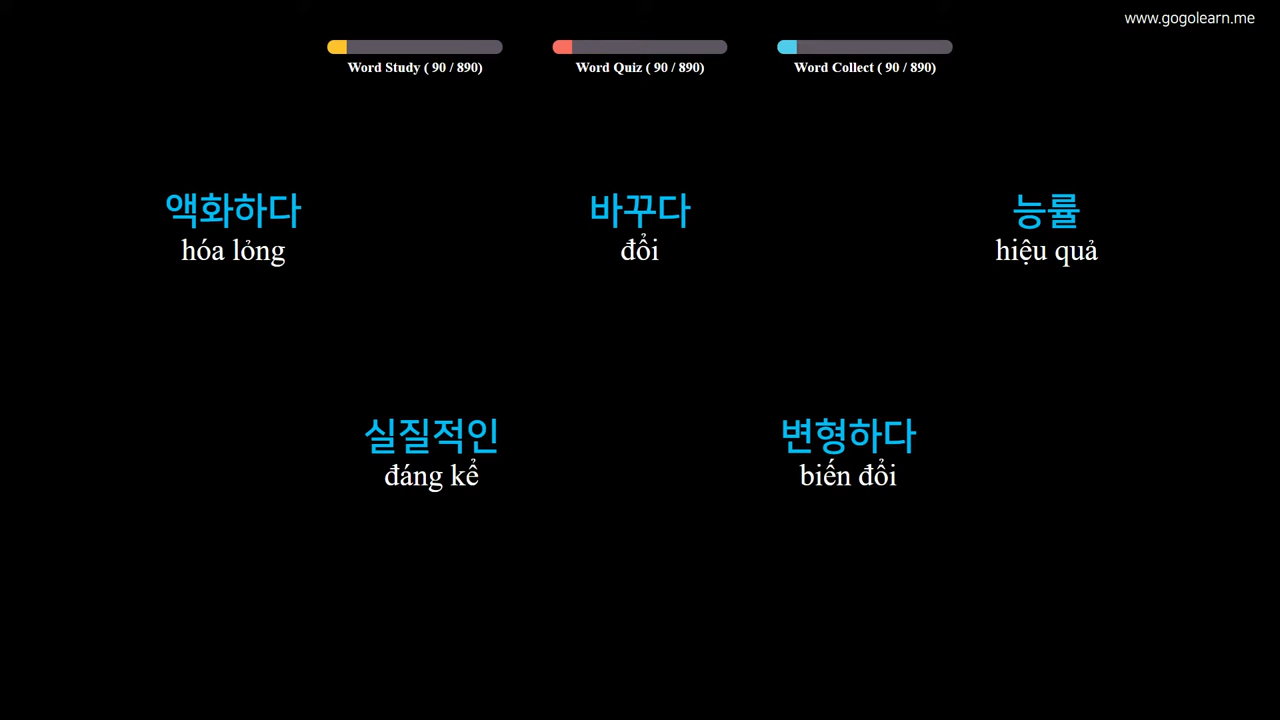 www.gogolearn.me
Word Study ( 90 / 890)
Word Quiz ( 90 / 890)
Word Collect ( 90 / 890)
액화하다
hóa lỏng
바꾸다
đổi
능률
hiệu quả
실질적인
đáng kể
변형하다
biến đổi